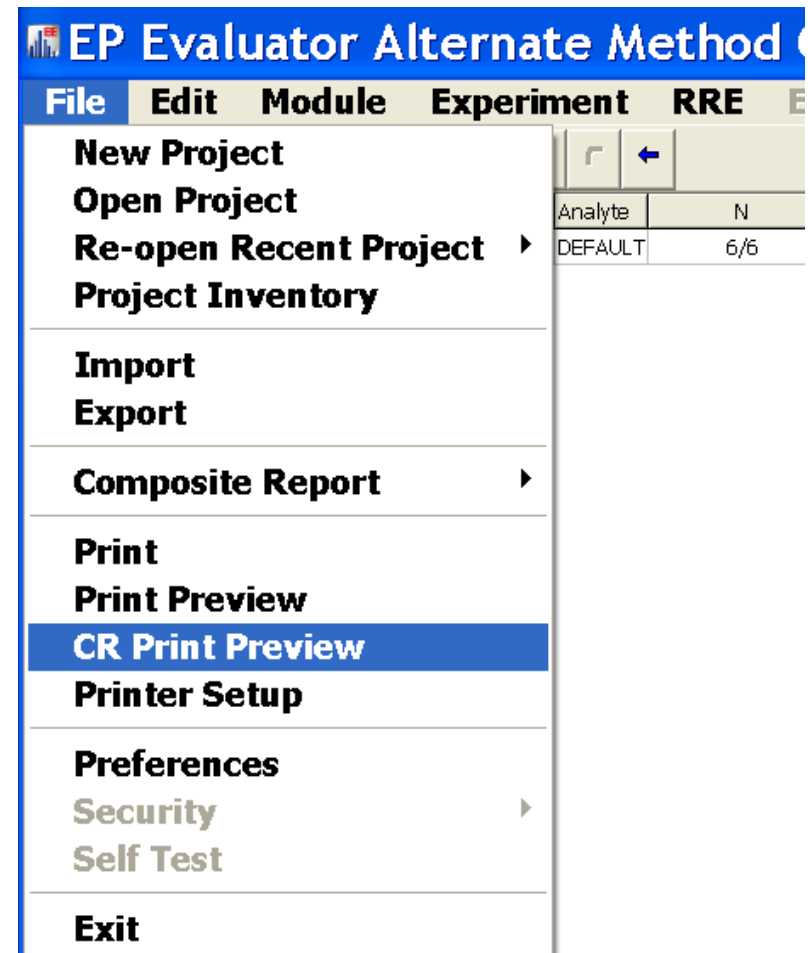 EP Evaluator Alternate Method
File Edit Module Experiment RRE
New Project
Open Project
Re-open Recent Project
Project Inventory
Import
Export
Composite Report
Print
Print Preview
CR Print Preview
Printer Setup
Preferences
Security
Self Test
Exit
Analyte N
DEFAULT 6/6